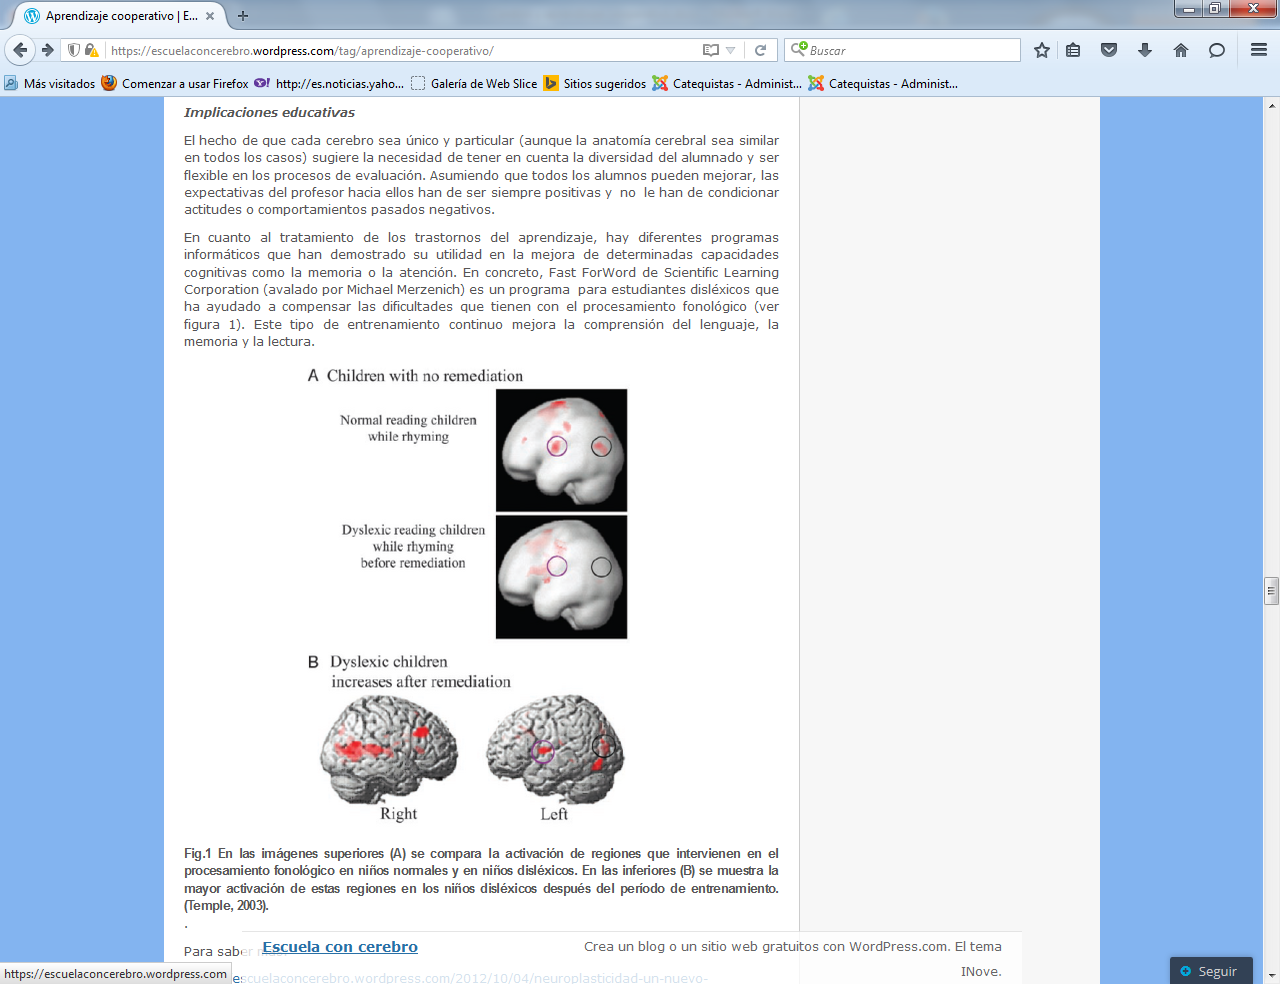 Aprendizaje cooperativo | E...
https://escuelaconcerebro.wordpress.com/tag/aprendizaje-cooperativo/
Buscar
Más visitados
Comenzar a usar Firefox
http://es.noticias.yaho...
Galería de Web Slice
Sitios sugeridos
Catequistas - Administ...
Catequistas - Administ...
Implicaciones educativas
El hecho de que cada cerebro sea único y particular (aunque la anatomía cerebral sea similar
en todos los casos) sugiere la necesidad de tener en cuenta la diversidad del alumnado y ser
flexible en los procesos de evaluación. Asumiendo que todos los alumnos pueden mejorar, las
expectativas del profesor hacia ellos han de ser siempre positivas y no le han de condicionar
actitudes o comportamientos pasados negativos.
En cuanto al tratamiento de los trastornos del aprendizaje, hay diferentes programas
informáticos que han demostrado su utilidad en la mejora de determinadas capacidades
cognitivas como la memoria o la atención. En concreto, Fast ForWord de Scientific Learning
Corporation (avalado por Michael Merzenich) es un programa para estudiantes disléxicos que
ha ayudado a compensar las dificultades que tienen con el procesamiento fonológico (ver
figura 1). Este tipo de entrenamiento continuo mejora la comprensión del lenguaje, la
memoria y la lectura.
A Children with no remediation
Normal reading children
while rhyming
Dyslexic reading children
while rhyming
before remediation
B Dyslexic children
increases after remediation
Right
Left
Fig.1 En las imágenes superiores (A) se compara la activación de regiones que intervienen en el
procesamiento fonológico en niños normales y en niños disléxicos. En las inferiores (B) se muestra la
mayor activación de estas regiones en los niños disléxicos después del período de entrenamiento.
(Temple, 2003).
.
Para saber más:
Escuela con cerebro
Crea un blog o un sitio web gratuitos con WordPress.com. El tema
INove.
https://escuelaconcerebro.wordpress.com
escuelaconcerebro.wordpress.com/2012/10/04/neuroplasticidad-un-nuevo-
Seguir